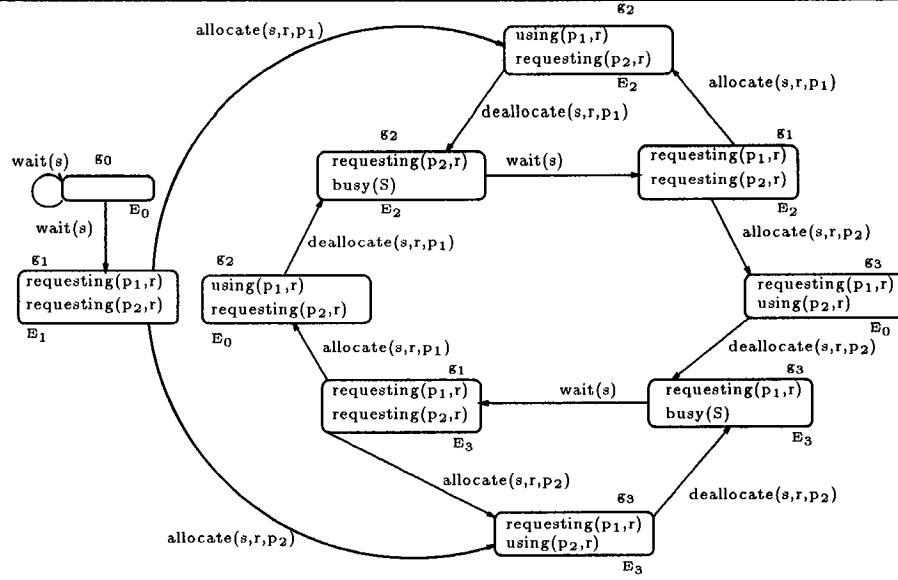 g₂
allocate(s,r,p₁)
using(p₁,r)
requesting(p₂,r)
E₂
allocate(s,r,p₁)
deallocate(s,r,p₁)
g₂
requesting(p₂,r)
busy(S)
E₂
wait(s)
g₁
requesting(p₁,r)
requesting(p₂,r)
E₂
wait(s)
g₀
E₀
wait(s)
allocate(s,r,p₂)
deallocate(s,r,p₁)
g₁
requesting(p₁,r)
requesting(p₂,r)
E₁
g₂
using(p₁,r)
requesting(p₂,r)
E₀
g₃
requesting(p₁,r)
using(p₂,r)
E₀
allocate(s,r,p₁)
deallocate(s,r,p₂)
g₁
requesting(p₁,r)
requesting(p₂,r)
E₃
wait(s)
g₃
requesting(p₁,r)
busy(S)
E₃
allocate(s,r,p₂)
deallocate(s,r,p₂)
g₃
requesting(p₁,r)
using(p₂,r)
E₃
allocate(s,r,p₂)